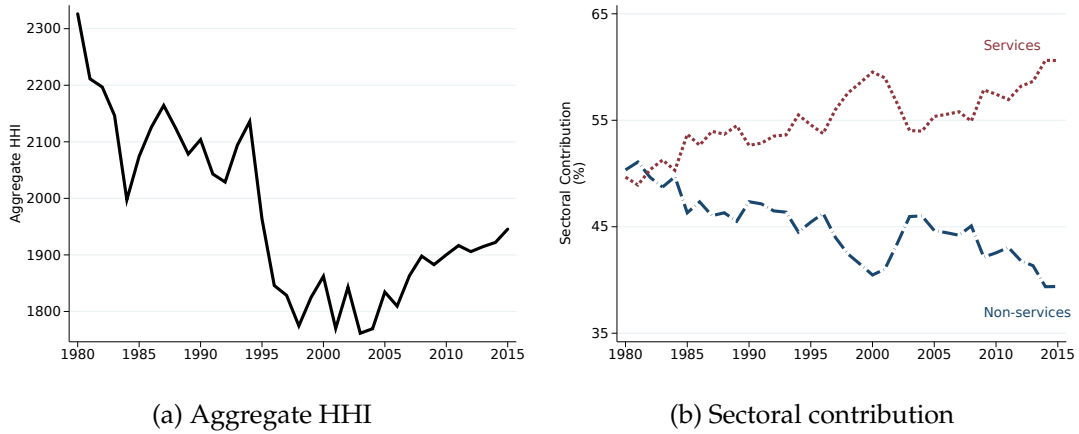 2300
2200
2100
2000
1900
1800
Aggregate HHI
1980 1985 1990 1995 2000 2005 2010 2015
(a) Aggregate HHI
65
55
45
35
Sectoral Contribution
(%)
Services
Non-services
1980 1985 1990 1995 2000 2005 2010 2015
(b) Sectoral contribution